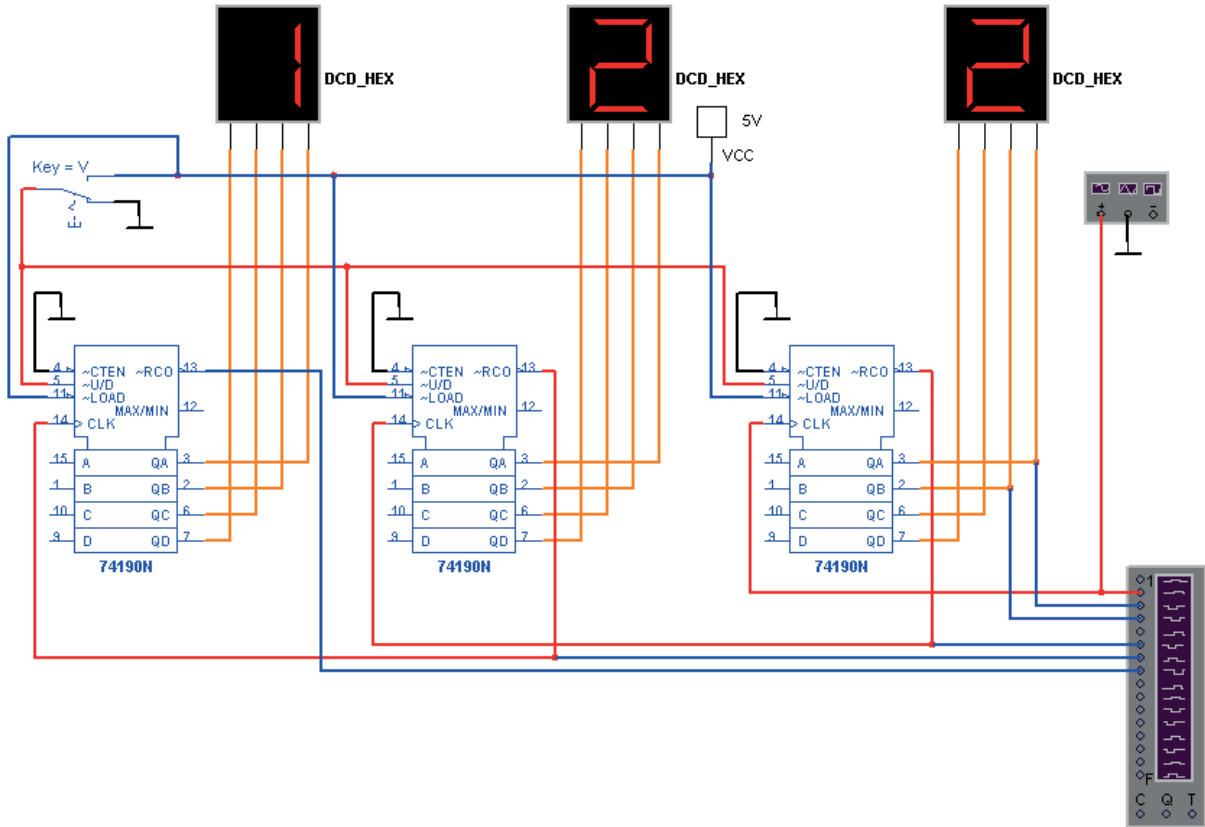 1
DCD_HEX
2
DCD_HEX
2
DCD_HEX
5V
VCC
Key = V
+
−
4 ~CTEN ~RCO 13
5 ~U/D
11 ~LOAD
MAX/MIN 12
14 CLK
15 A QA 3
1 B QB 2
10 C QC 6
9 D QD 7
74190N
4 ~CTEN ~RCO 13
5 ~U/D
11 ~LOAD
MAX/MIN 12
14 CLK
15 A QA 3
1 B QB 2
10 C QC 6
9 D QD 7
74190N
4 ~CTEN ~RCO 13
5 ~U/D
11 ~LOAD
MAX/MIN 12
14 CLK
15 A QA 3
1 B QB 2
10 C QC 6
9 D QD 7
74190N
1
F
C Q T